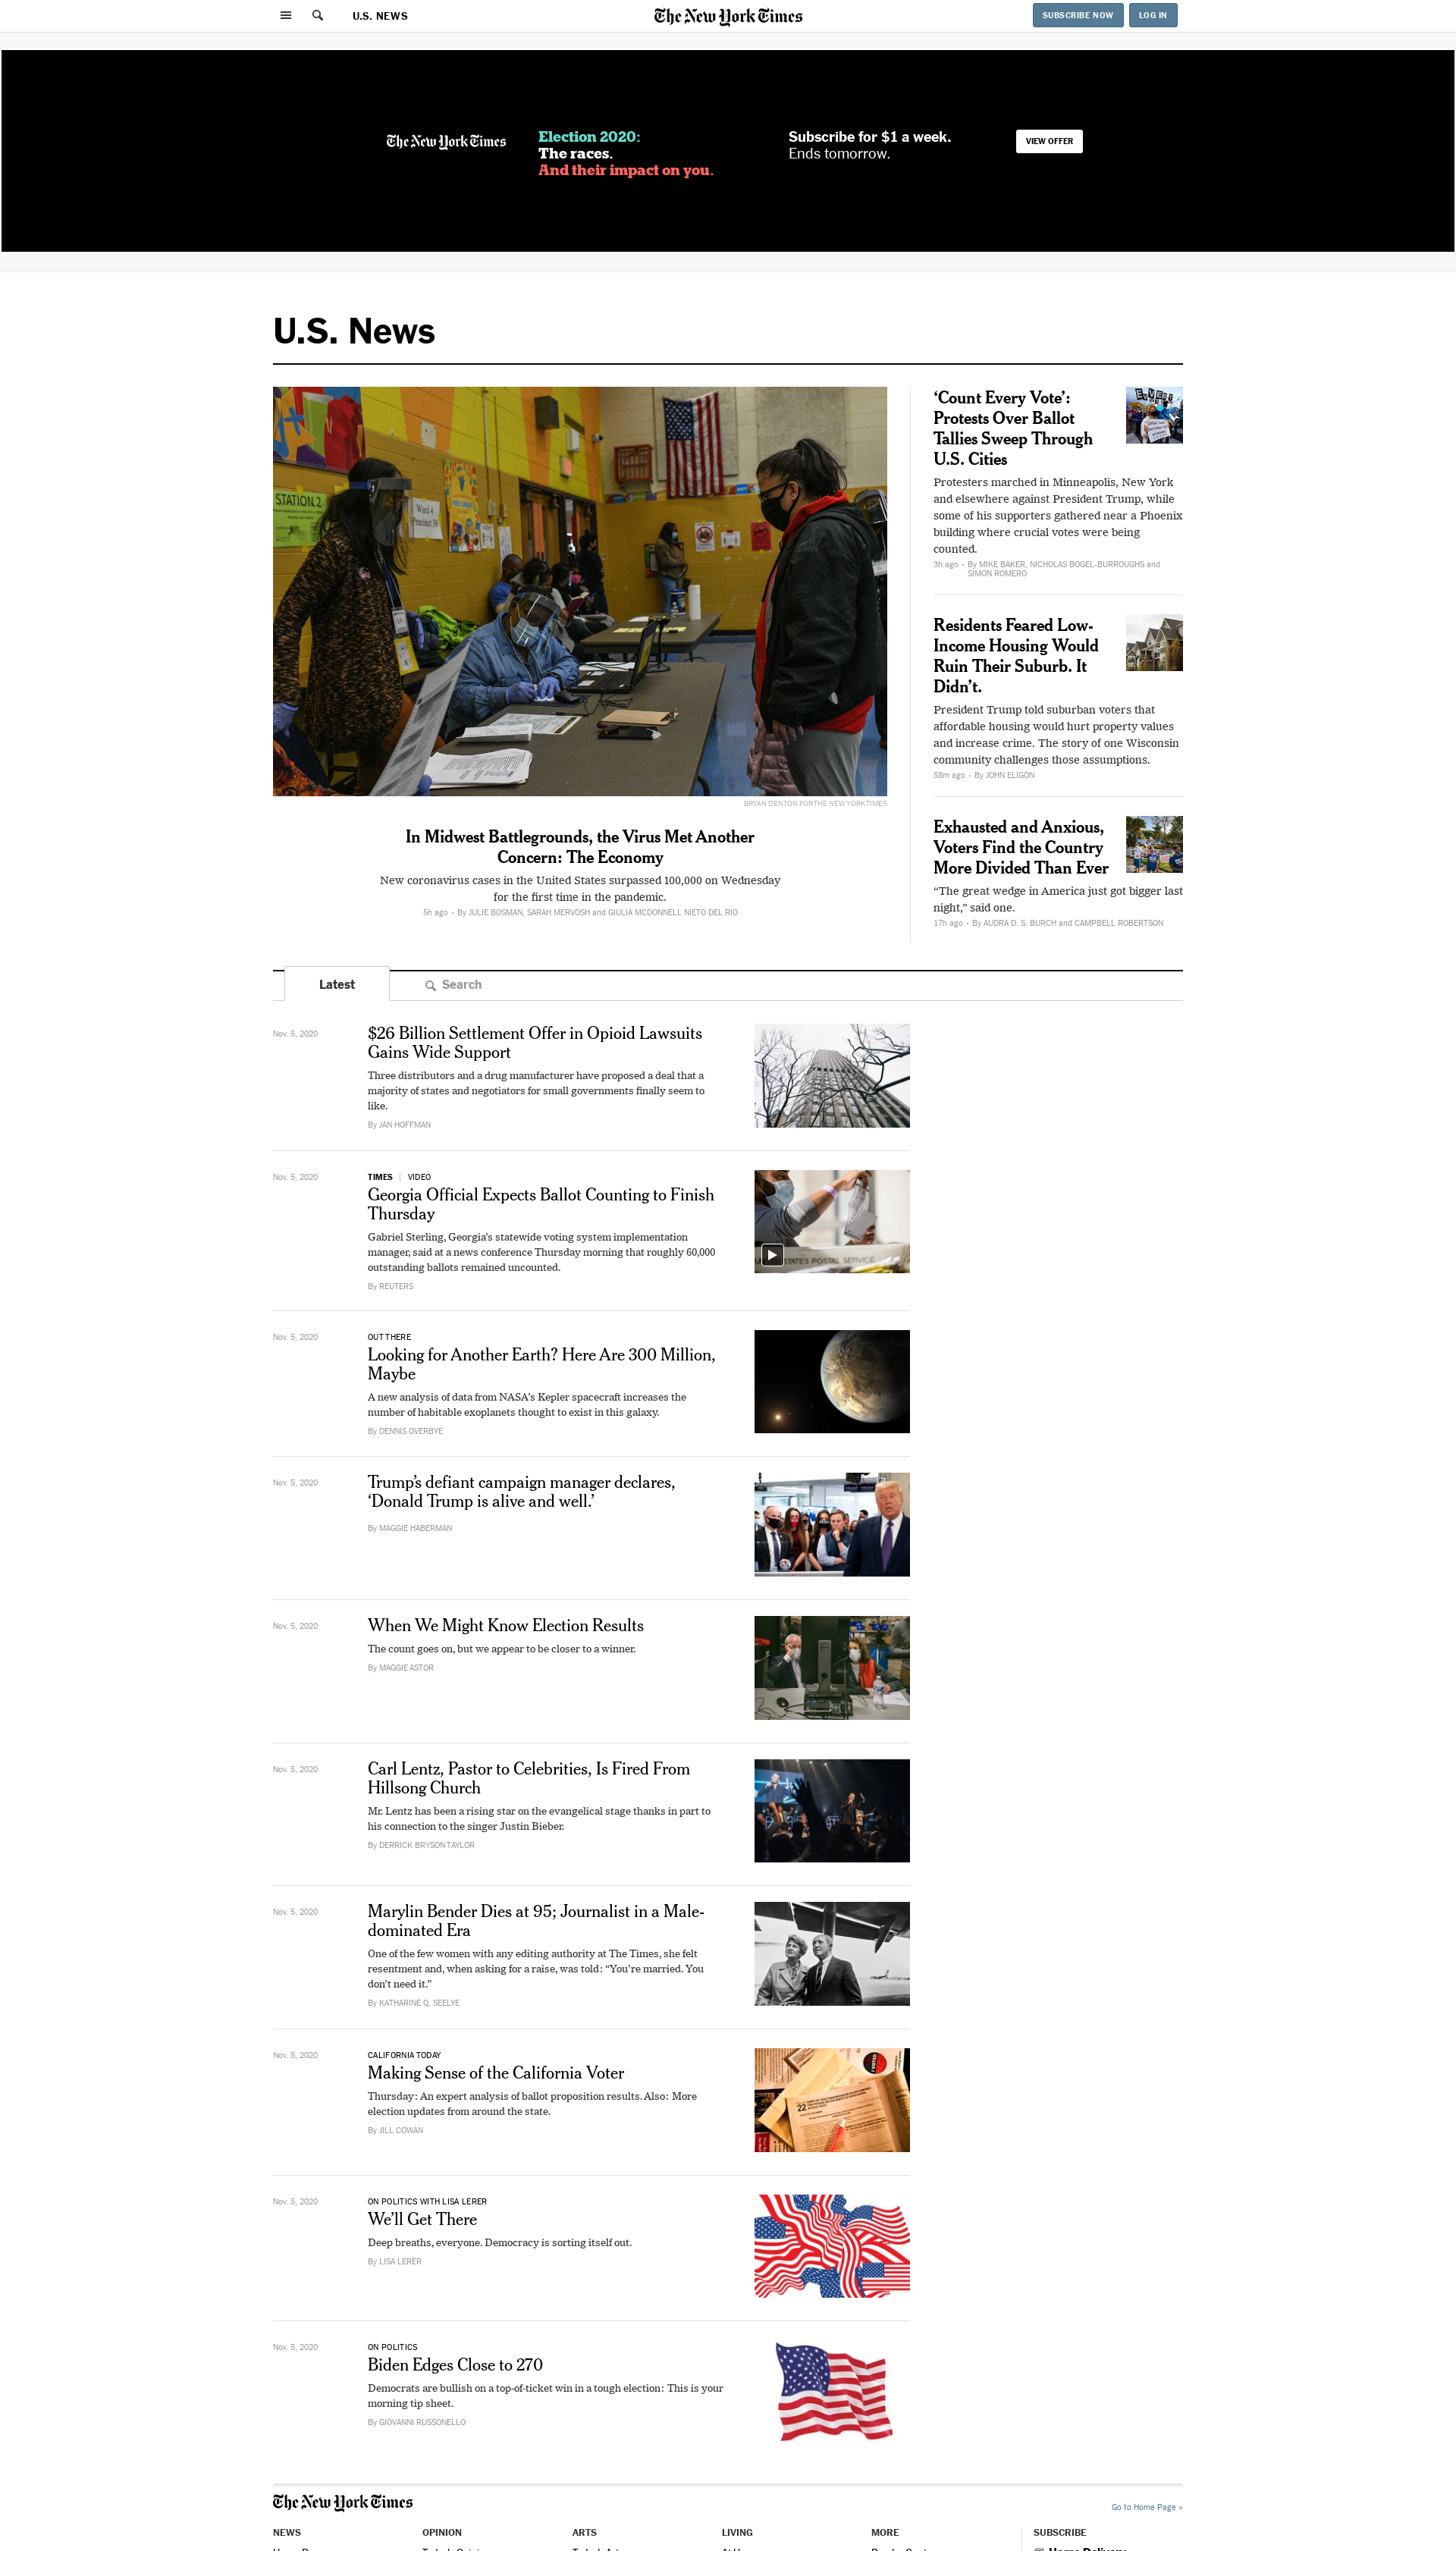 U.S. NEWS
The New York Times
SUBSCRIBE NOW
LOG IN
The New York Times
Election 2020:
The races.
And their impact on you.
Subscribe for $1 a week.
Ends tomorrow.
VIEW OFFER
U.S. News
STATION 2
Ward 4
Precinct 36
BRYAN DENTON FOR THE NEW YORK TIMES
In Midwest Battlegrounds, the Virus Met Another
Concern: The Economy
New coronavirus cases in the United States surpassed 100,000 on Wednesday
for the first time in the pandemic.
5h ago • By JULIE BOSMAN, SARAH MERVOSH and GIULIA MCDONNELL NIETO DEL RIO
‘Count Every Vote’:
Protests Over Ballot
Tallies Sweep Through
U.S. Cities
Protesters marched in Minneapolis, New York
and elsewhere against President Trump, while
some of his supporters gathered near a Phoenix
building where crucial votes were being
counted.
3h ago • By MIKE BAKER, NICHOLAS BOGEL-BURROUGHS and
SIMON ROMERO
Residents Feared Low-
Income Housing Would
Ruin Their Suburb. It
Didn’t.
President Trump told suburban voters that
affordable housing would hurt property values
and increase crime. The story of one Wisconsin
community challenges those assumptions.
58m ago • By JOHN ELIGON
Exhausted and Anxious,
Voters Find the Country
More Divided Than Ever
“The great wedge in America just got bigger last
night,” said one.
17h ago • By AUDRA D. S. BURCH and CAMPBELL ROBERTSON
Latest
Search
Nov. 5, 2020
$26 Billion Settlement Offer in Opioid Lawsuits
Gains Wide Support
Three distributors and a drug manufacturer have proposed a deal that a
majority of states and negotiators for small governments finally seem to
like.
By JAN HOFFMAN
Nov. 5, 2020
TIMES | VIDEO
Georgia Official Expects Ballot Counting to Finish
Thursday
Gabriel Sterling, Georgia’s statewide voting system implementation
manager, said at a news conference Thursday morning that roughly 60,000
outstanding ballots remained uncounted.
By REUTERS
Nov. 5, 2020
OUT THERE
Looking for Another Earth? Here Are 300 Million,
Maybe
A new analysis of data from NASA’s Kepler spacecraft increases the
number of habitable exoplanets thought to exist in this galaxy.
By DENNIS OVERBYE
Nov. 5, 2020
Trump’s defiant campaign manager declares,
‘Donald Trump is alive and well.’
By MAGGIE HABERMAN
Nov. 5, 2020
When We Might Know Election Results
The count goes on, but we appear to be closer to a winner.
By MAGGIE ASTOR
Nov. 5, 2020
Carl Lentz, Pastor to Celebrities, Is Fired From
Hillsong Church
Mr. Lentz has been a rising star on the evangelical stage thanks in part to
his connection to the singer Justin Bieber.
By DERRICK BRYSON TAYLOR
Nov. 5, 2020
Marylin Bender Dies at 95; Journalist in a Male-
dominated Era
One of the few women with any editing authority at The Times, she felt
resentment and, when asking for a raise, was told: “You’re married. You
don’t need it.”
By KATHARINE Q. SEELYE
Nov. 5, 2020
CALIFORNIA TODAY
Making Sense of the California Voter
Thursday: An expert analysis of ballot proposition results. Also: More
election updates from around the state.
By JILL COWAN
Nov. 5, 2020
ON POLITICS WITH LISA LERER
We’ll Get There
Deep breaths, everyone. Democracy is sorting itself out.
By LISA LERER
Nov. 5, 2020
ON POLITICS
Biden Edges Close to 270
Democrats are bullish on a top-of-ticket win in a tough election: This is your
morning tip sheet.
By GIOVANNI RUSSONELLO
The New York Times
Go to Home Page »
NEWS
OPINION
ARTS
LIVING
MORE
SUBSCRIBE